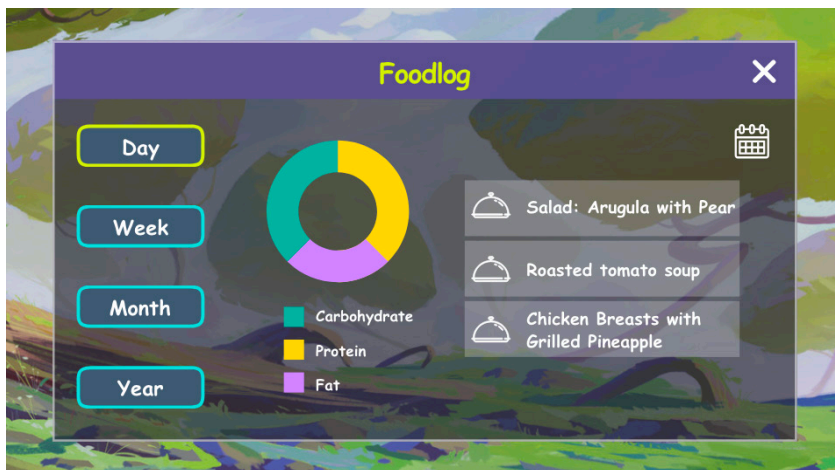 Foodlog
Day
Week
Month
Year
Carbohydrate
Protein
Fat
Salad: Arugula with Pear
Roasted tomato soup
Chicken Breasts with
Grilled Pineapple